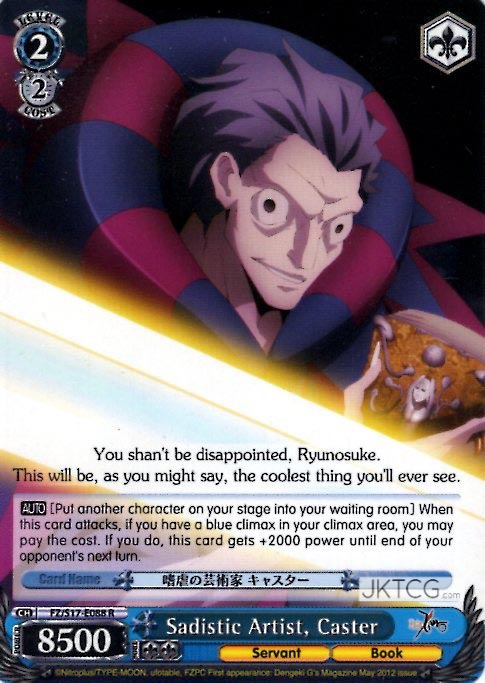 LEVEL
2
2
COST
You shan't be disappointed, Ryunosuke.
This will be, as you might say, the coolest thing you'll ever see.
AUTO [Put another character on your stage into your waiting room] When
this card attacks, if you have a blue climax in your climax area, you may
pay the cost. If you do, this card gets +2000 power until end of your
opponent's next turn.
Card Name 嗜虐の芸術家 キャスター
JKTCG.com
CH FZ/S17-E088 R
POWER 8500
Sadistic Artist, Caster
Servant Book
©Nitroplus/TYPE-MOON, ufotable, FZPC First appearance: Dengeki G's Magazine May 2012 issue